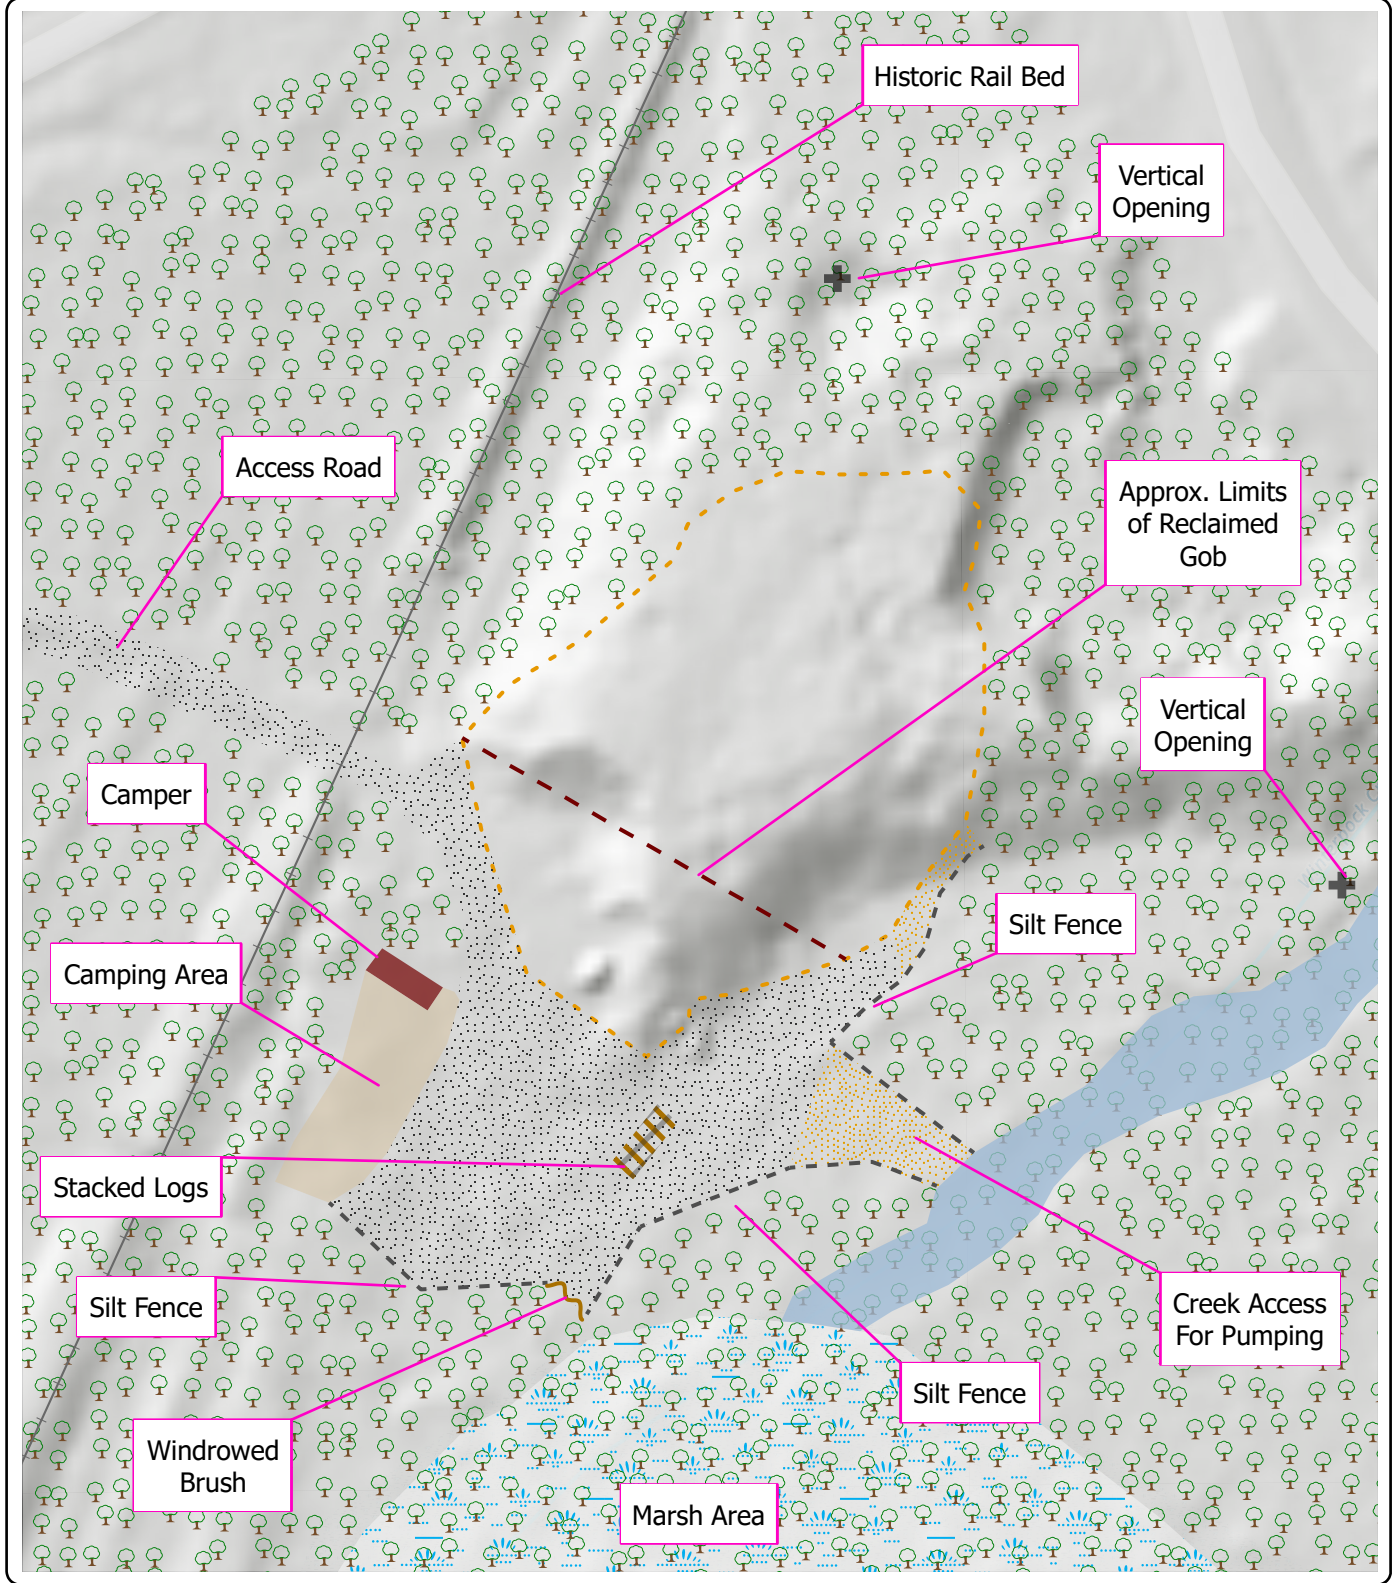 Historic Rail Bed
Vertical
Opening
Access Road
Approx. Limits
of Reclaimed
Gob
Vertical
Opening
Camper
Silt Fence
Camping Area
Stacked Logs
Silt Fence
Creek Access
For Pumping
Silt Fence
Windrowed
Brush
Marsh Area